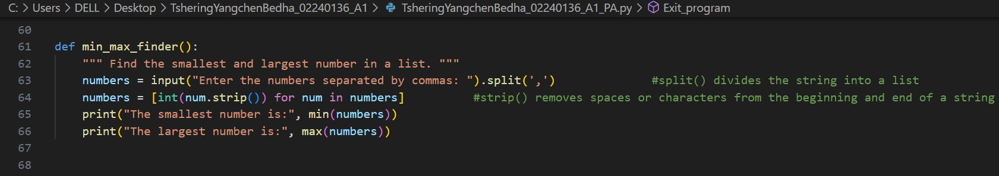 C: > Users > DELL > Desktop > TsheringYangchenBedha_02240136_A1 > TsheringYangchenBedha_02240136_A1_PA.py > Exit_program
60
61 def min_max_finder():
62     """ Find the smallest and largest number in a list. """
63     numbers = input("Enter the numbers separated by commas: ").split(',')              #split() divides the string into a list
64     numbers = [int(num.strip()) for num in numbers]          #strip() removes spaces or characters from the beginning and end of a string
65     print("The smallest number is:", min(numbers))
66     print("The largest number is:", max(numbers))
67
68